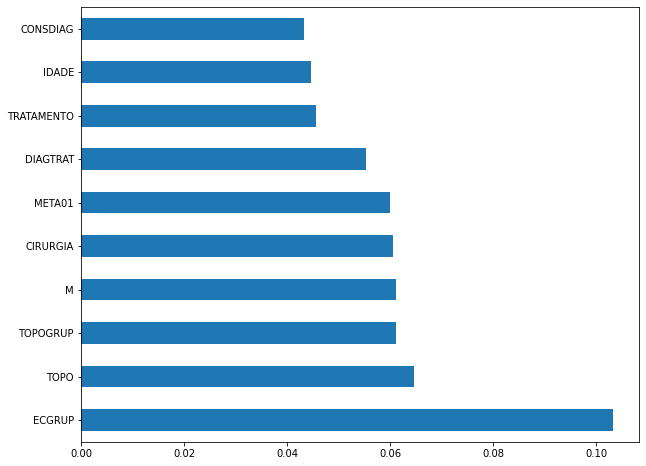 CONSDIAG
IDADE
TRATAMENTO
DIAGTRAT
META01
CIRURGIA
M
TOPOGRUP
TOPO
ECGRUP
0.00 0.02 0.04 0.06 0.08 0.10